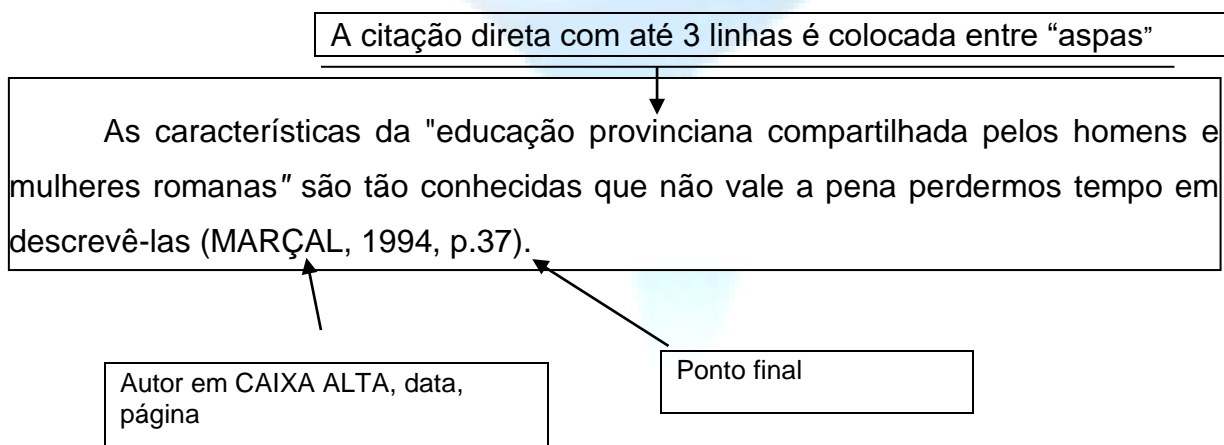 A citação direta com até 3 linhas é colocada entre “aspas”
As características da "educação provinciana compartilhada pelos homens e
mulheres romanas" são tão conhecidas que não vale a pena perdermos tempo em
descrevê-las (MARÇAL, 1994, p.37).
Autor em CAIXA ALTA, data,
página
Ponto final